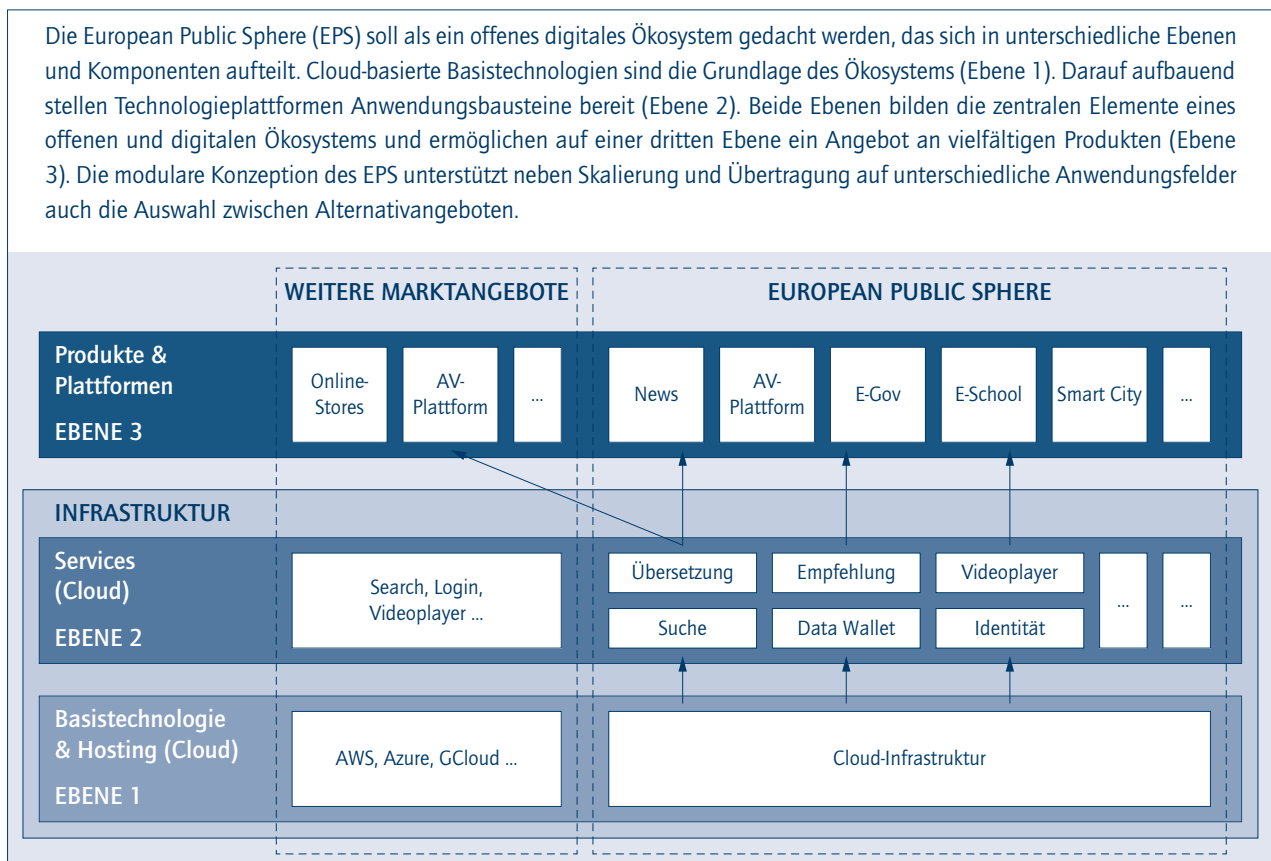 Die European Public Sphere (EPS) soll als ein offenes digitales Ökosystem gedacht werden, das sich in unterschiedliche Ebenen
und Komponenten aufteilt. Cloud-basierte Basistechnologien sind die Grundlage des Ökosystems (Ebene 1). Darauf aufbauend
stellen Technologieplattformen Anwendungsbausteine bereit (Ebene 2). Beide Ebenen bilden die zentralen Elemente eines
offenen und digitalen Ökosystems und ermöglichen auf einer dritten Ebene ein Angebot an vielfältigen Produkten (Ebene
3). Die modulare Konzeption des EPS unterstützt neben Skalierung und Übertragung auf unterschiedliche Anwendungsfelder
auch die Auswahl zwischen Alternativangeboten.
WEITERE MARKTANGEBOTE
EUROPEAN PUBLIC SPHERE
Produkte &
Plattformen
EBENE 3
Online-
Stores
AV-
Plattform
...
News
AV-
Plattform
E-Gov
E-School
Smart City
...
INFRASTRUKTUR
Services
(Cloud)
EBENE 2
Search, Login,
Videoplayer ...
Übersetzung
Empfehlung
Videoplayer
Suche
Data Wallet
Identität
...
...
Basistechnologie
& Hosting (Cloud)
EBENE 1
AWS, Azure, GCloud ...
Cloud-Infrastruktur